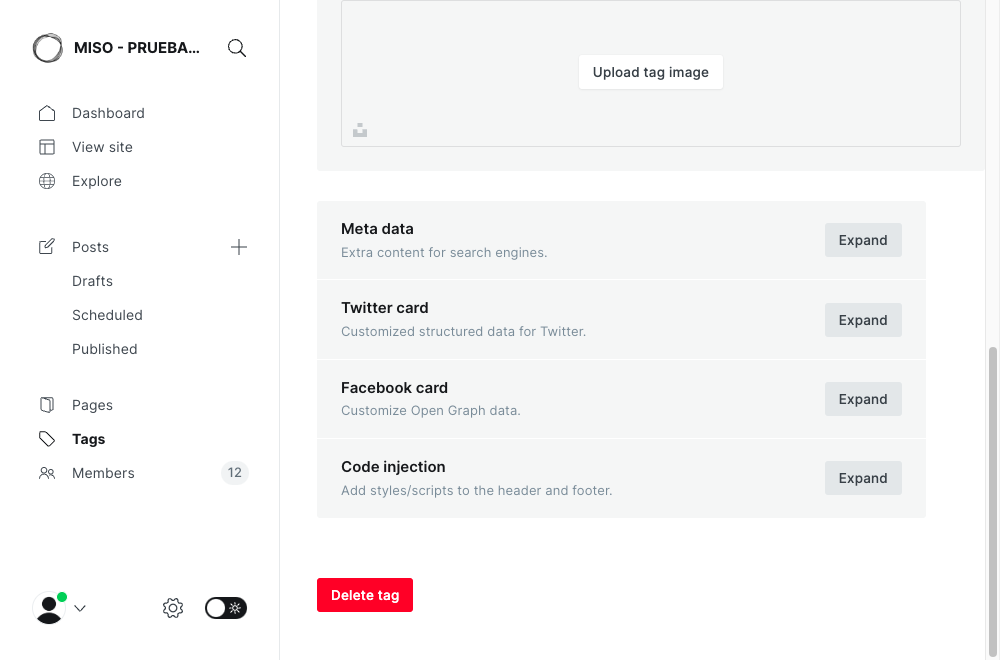 MISO - PRUEBA...
Dashboard
View site
Explore
Posts
Drafts
Scheduled
Published
Pages
Tags
Members
12
Upload tag image
Meta data
Extra content for search engines.
Expand
Twitter card
Customized structured data for Twitter.
Expand
Facebook card
Customize Open Graph data.
Expand
Code injection
Add styles/scripts to the header and footer.
Expand
Delete tag